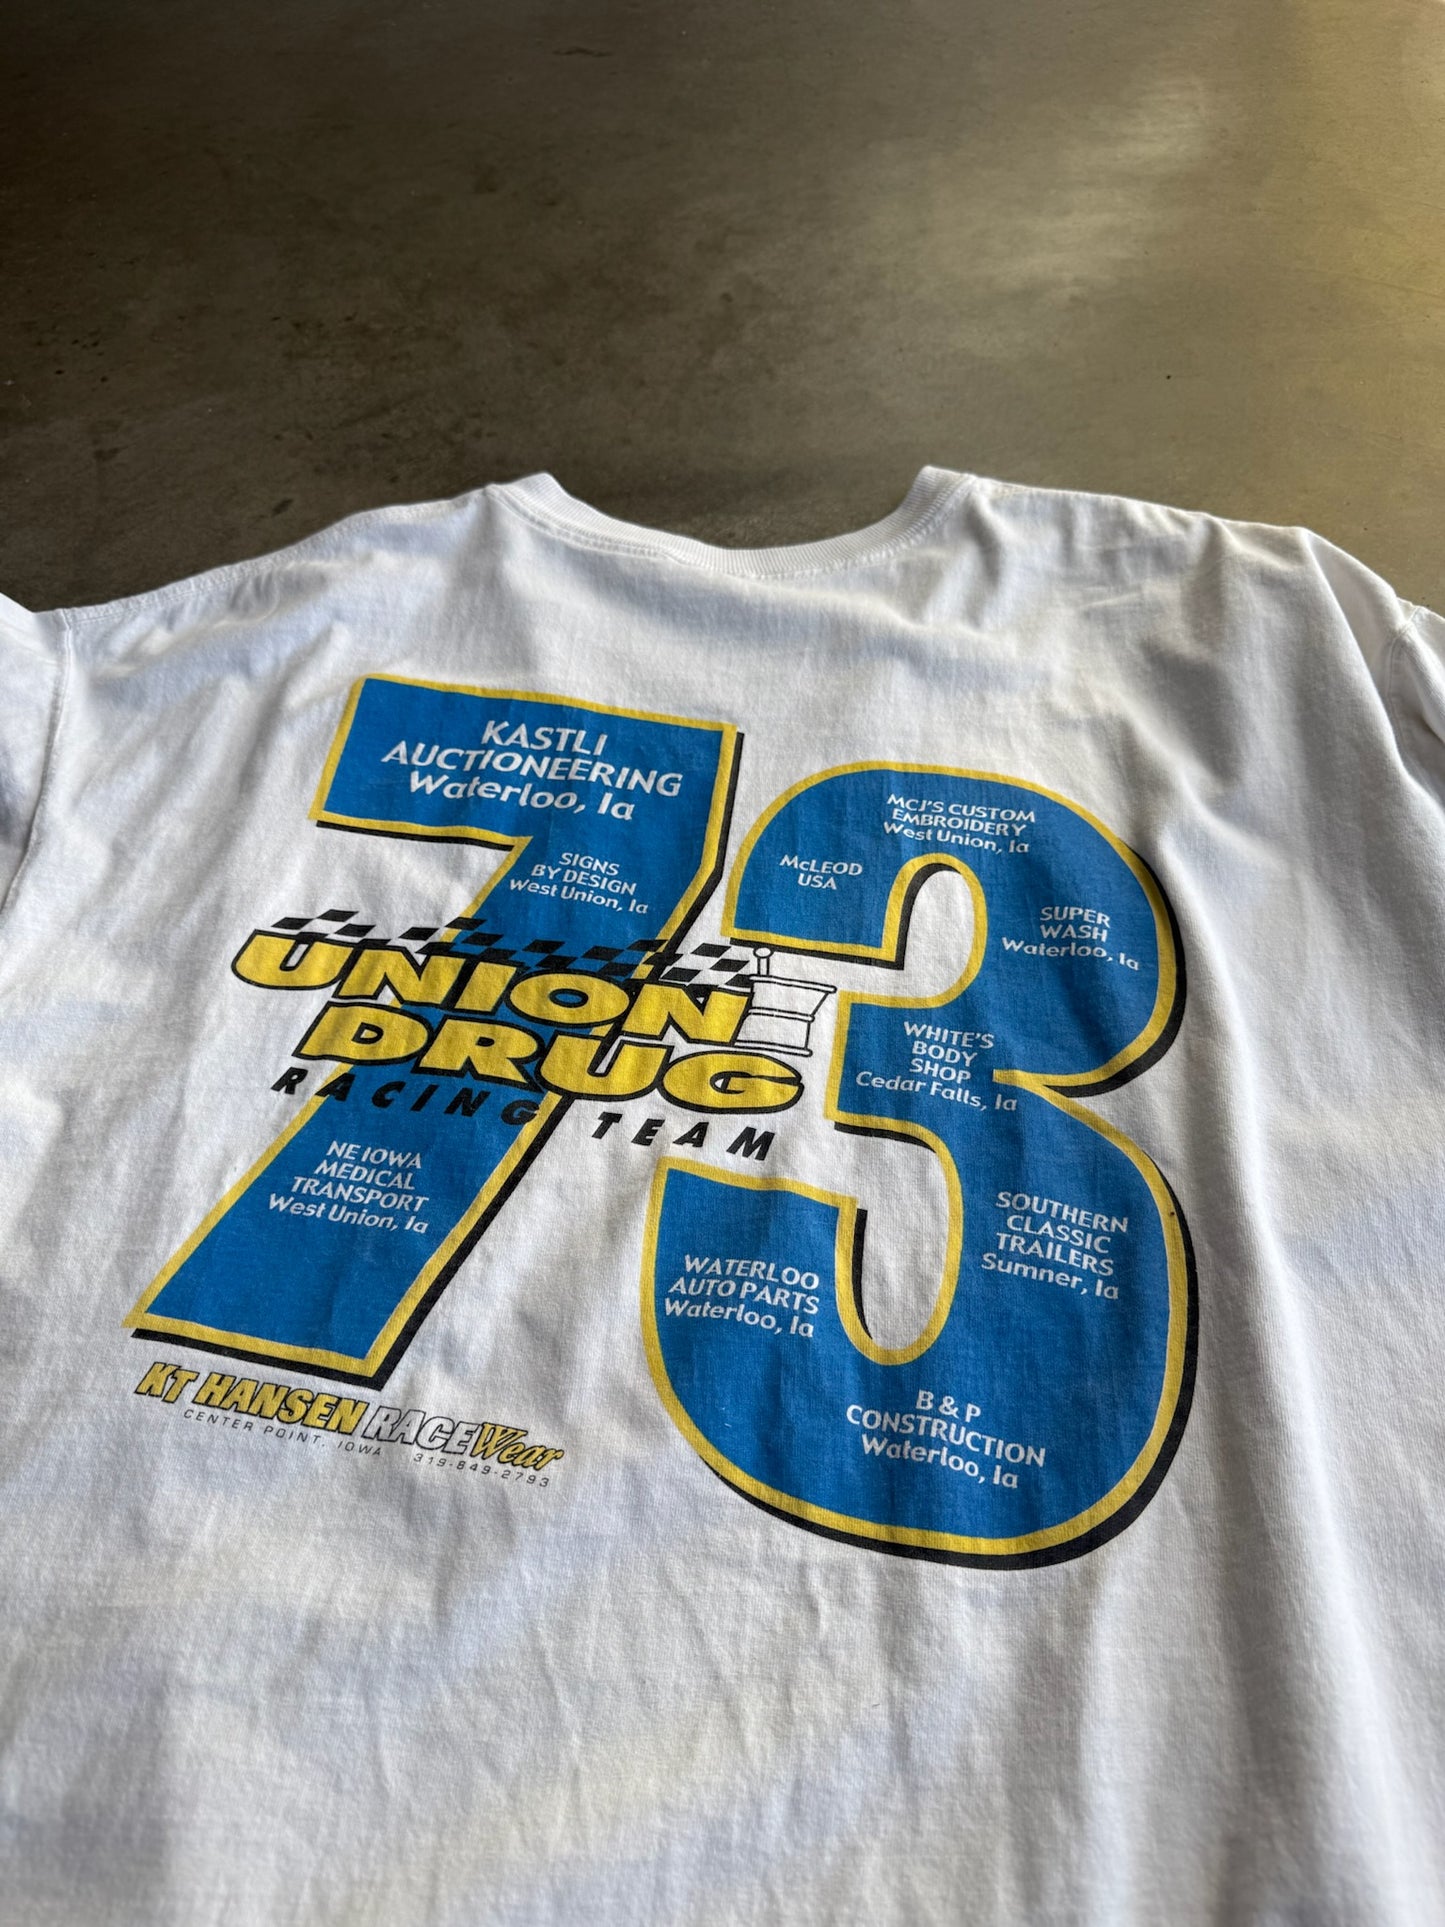 73
KASTLI
AUCTIONEERING
Waterloo, Ia
SIGNS
BY DESIGN
West Union, Ia
UNION
DRUG
RACING TEAM
NE IOWA
MEDICAL
TRANSPORT
West Union, Ia
MCJ'S CUSTOM
EMBROIDERY
West Union, Ia
McLEOD
USA
SUPER
WASH
Waterloo, Ia
WHITE'S
BODY
SHOP
Cedar Falls, Ia
SOUTHERN
CLASSIC
TRAILERS
Sumner, Ia
WATERLOO
AUTO PARTS
Waterloo, Ia
B & P
CONSTRUCTION
Waterloo, Ia
KT HANSEN RACEWear
CENTER POINT, IOWA 319-849-2793